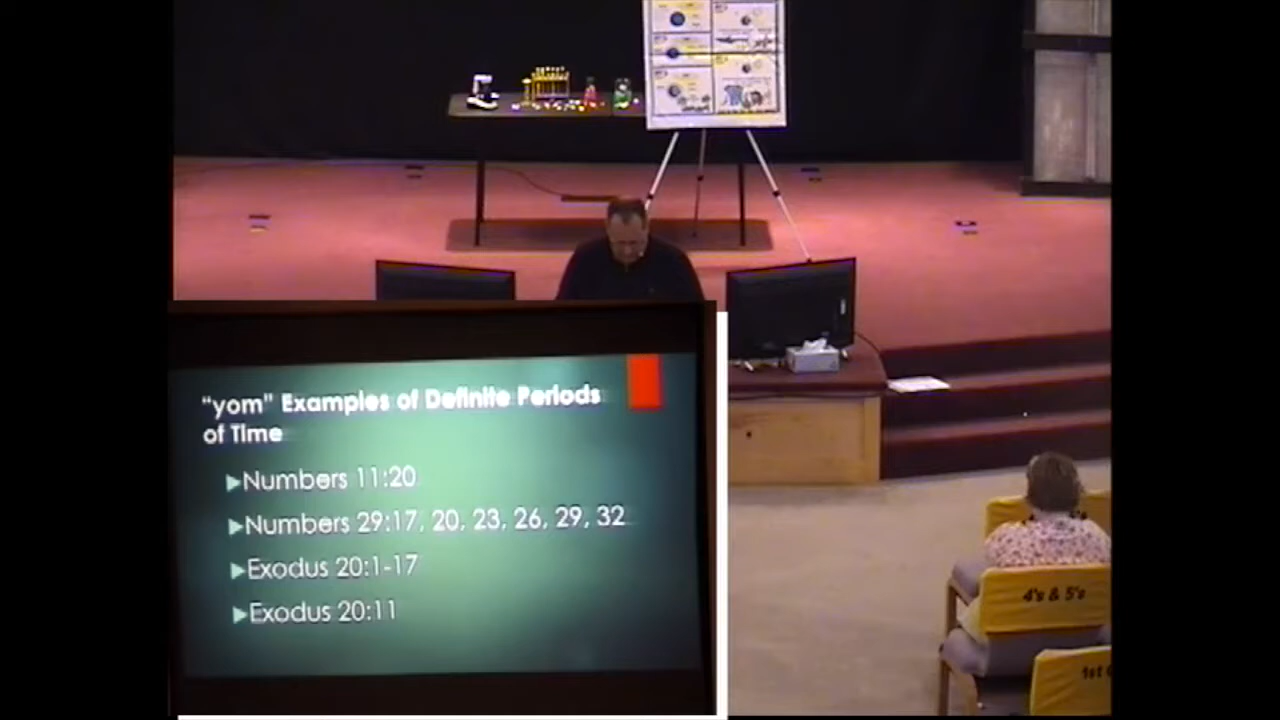 "yom" Examples of Definite Periods
of Time
Numbers 11:20
Numbers 29:17, 20, 23, 26, 29, 32
Exodus 20:1-17
Exodus 20:11
4's & 5's
1st